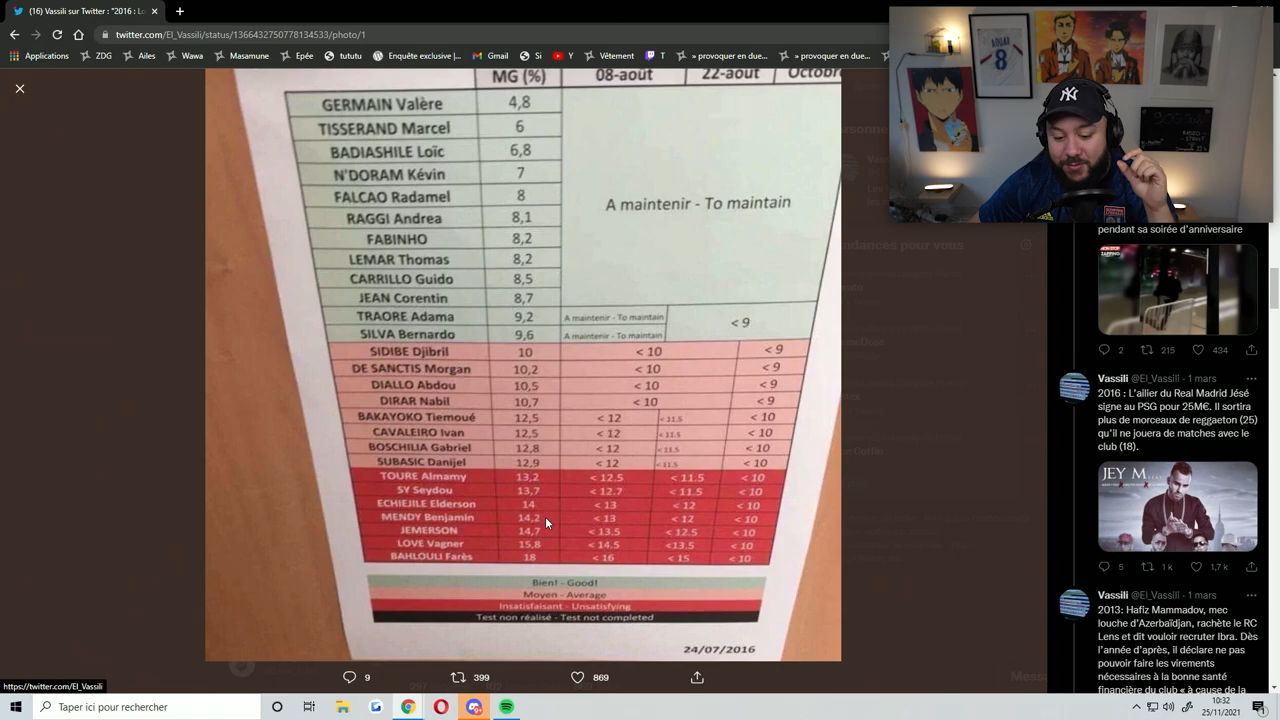 (16) Vassili sur Twitter : "2016 : Lo
twitter.com/El_Vassili/status/1366432750778134533/photo/1
Applications ZDG Ailes Wafu Masamune Epée tututu Enquête exclusive |... Gmail Si Y Vêtement T » provoquer en due... » provoquer en due...
MG (%) 08-août 22-août Octobre
GERMAIN Valère 4,8
TISSERAND Marcel 6
BADIASHILE Loïc 6,8
N'DORAM Kévin 7
FALCAO Radamel 8
A maintenir - To maintain
RAGGI Andrea 8,1
FABINHO 8,2
LEMAR Thomas 8,2
CARRILLO Guido 8,5
JEAN Corentin 8,7
TRAORE Adama 9,2 A maintenir - To maintain < 9
SILVA Bernardo 9,6 A maintenir - To maintain
SIDIBE Djibril 10 < 10 < 9
DE SANCTIS Morgan 10,2 < 10 < 9
DIALLO Abdou 10,5 < 10 < 9
DIRAR Nabil 10,7 < 10 < 9
BAKAYOKO Tiemoué 12,5 < 12 < 11.5 < 10
CAVALEIRO Ivan 12,5 < 12 < 11.5 < 10
BOSCHILIA Gabriel 12,8 < 12 < 11.5 < 10
SUBASIC Danijel 12,9 < 12 < 11.5 < 10
TOURE Almamy 13,2 < 12.5 < 11.5 < 10
SY Seydou 13,7 < 12.7 < 11.5 < 10
ECHIEJILE Elderson 14 < 13 < 12 < 10
MENDY Benjamin 14,2 < 13 < 12 < 10
JEMERSON 14,7 < 13.5 < 12.5 < 10
LOVE Vagner 15,8 < 14.5 <13.5 < 10
BAHLOULI Farès 18 < 16 < 15 < 10
Bien! - Good!
Moyen - Average
Insatisfaisant - Unsatisfying
Test non réalisé - Test not completed
24/07/2016
9 399 869
AOUAR
8
pendant sa soirée d'anniversaire
2 215 434
Vassili @El_Vassili · 1 mars
2016 : L'ailier du Real Madrid Jésé
signe au PSG pour 25M€. Il sortira
plus de morceaux de reggaeton (25)
qu'il ne jouera de matches avec le
club (18).
JEY M
5 1 k 1,7 k
Vassili @El_Vassili · 1 mars
2013: Hafiz Mammadov, mec
louche d'Azerbaïdjan, rachète le RC
Lens et dit vouloir recruter Ibra. Dès
l'année d'après, il déclare ne pas
pouvoir faire les virements
nécessaires à la bonne santé
financière du club « à cause de la
https://twitter.com/El_Vassili
Taper ici pour rechercher
10:32
25/11/2021